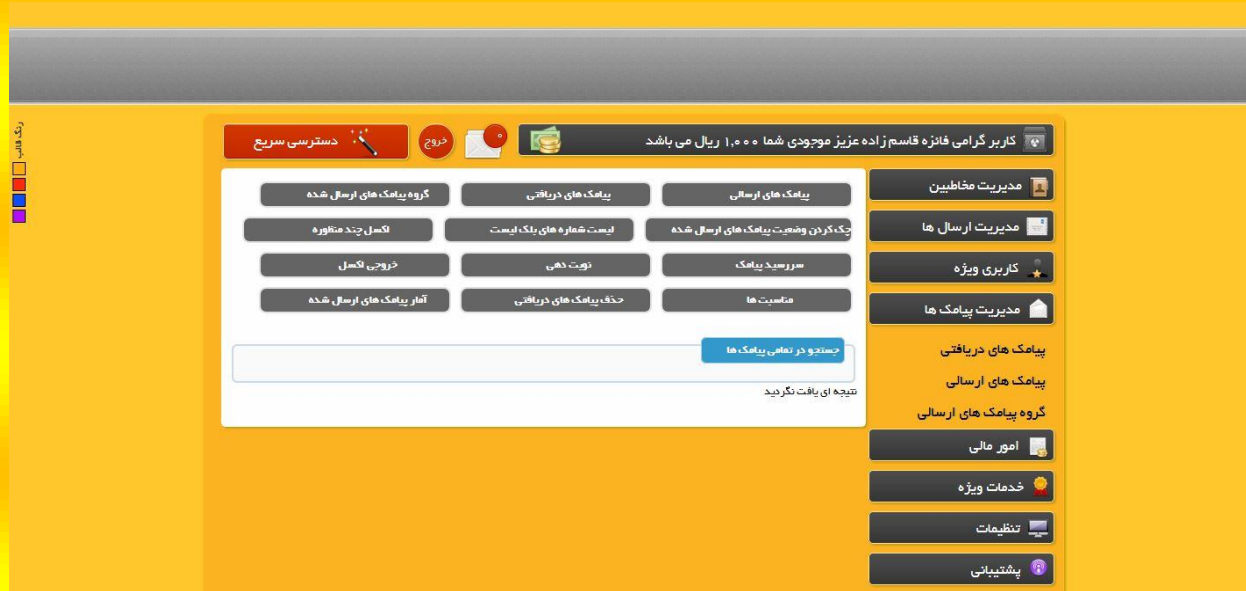 کاربر گرامی فائزه قاسم زاده عزیز موجودی شما ۱,۰۰۰ ریال می باشد
خروج
دسترسی سریع
رنگ قالب
مدیریت مخاطبین
مدیریت ارسال ها
کاربری ویژه
مدیریت پیامک ها
پیامک های دریافتی
پیامک های ارسالی
گروه پیامک های ارسالی
امور مالی
خدمات ویژه
تنظیمات
پشتیبانی
پیامک های ارسالی
پیامک های دریافتی
گروه پیامک های ارسال شده
چک کردن وضعیت پیامک های ارسال شده
لیست شماره های بلک لیست
اکسل چند منظوره
سررسید پیامک
نوبت دهی
خروجی اکسل
مناسبت ها
حذف پیامک های دریافتی
آمار پیامک های ارسال شده
جستجو در تمامی پیامک ها
نتیجه ای یافت نگردید